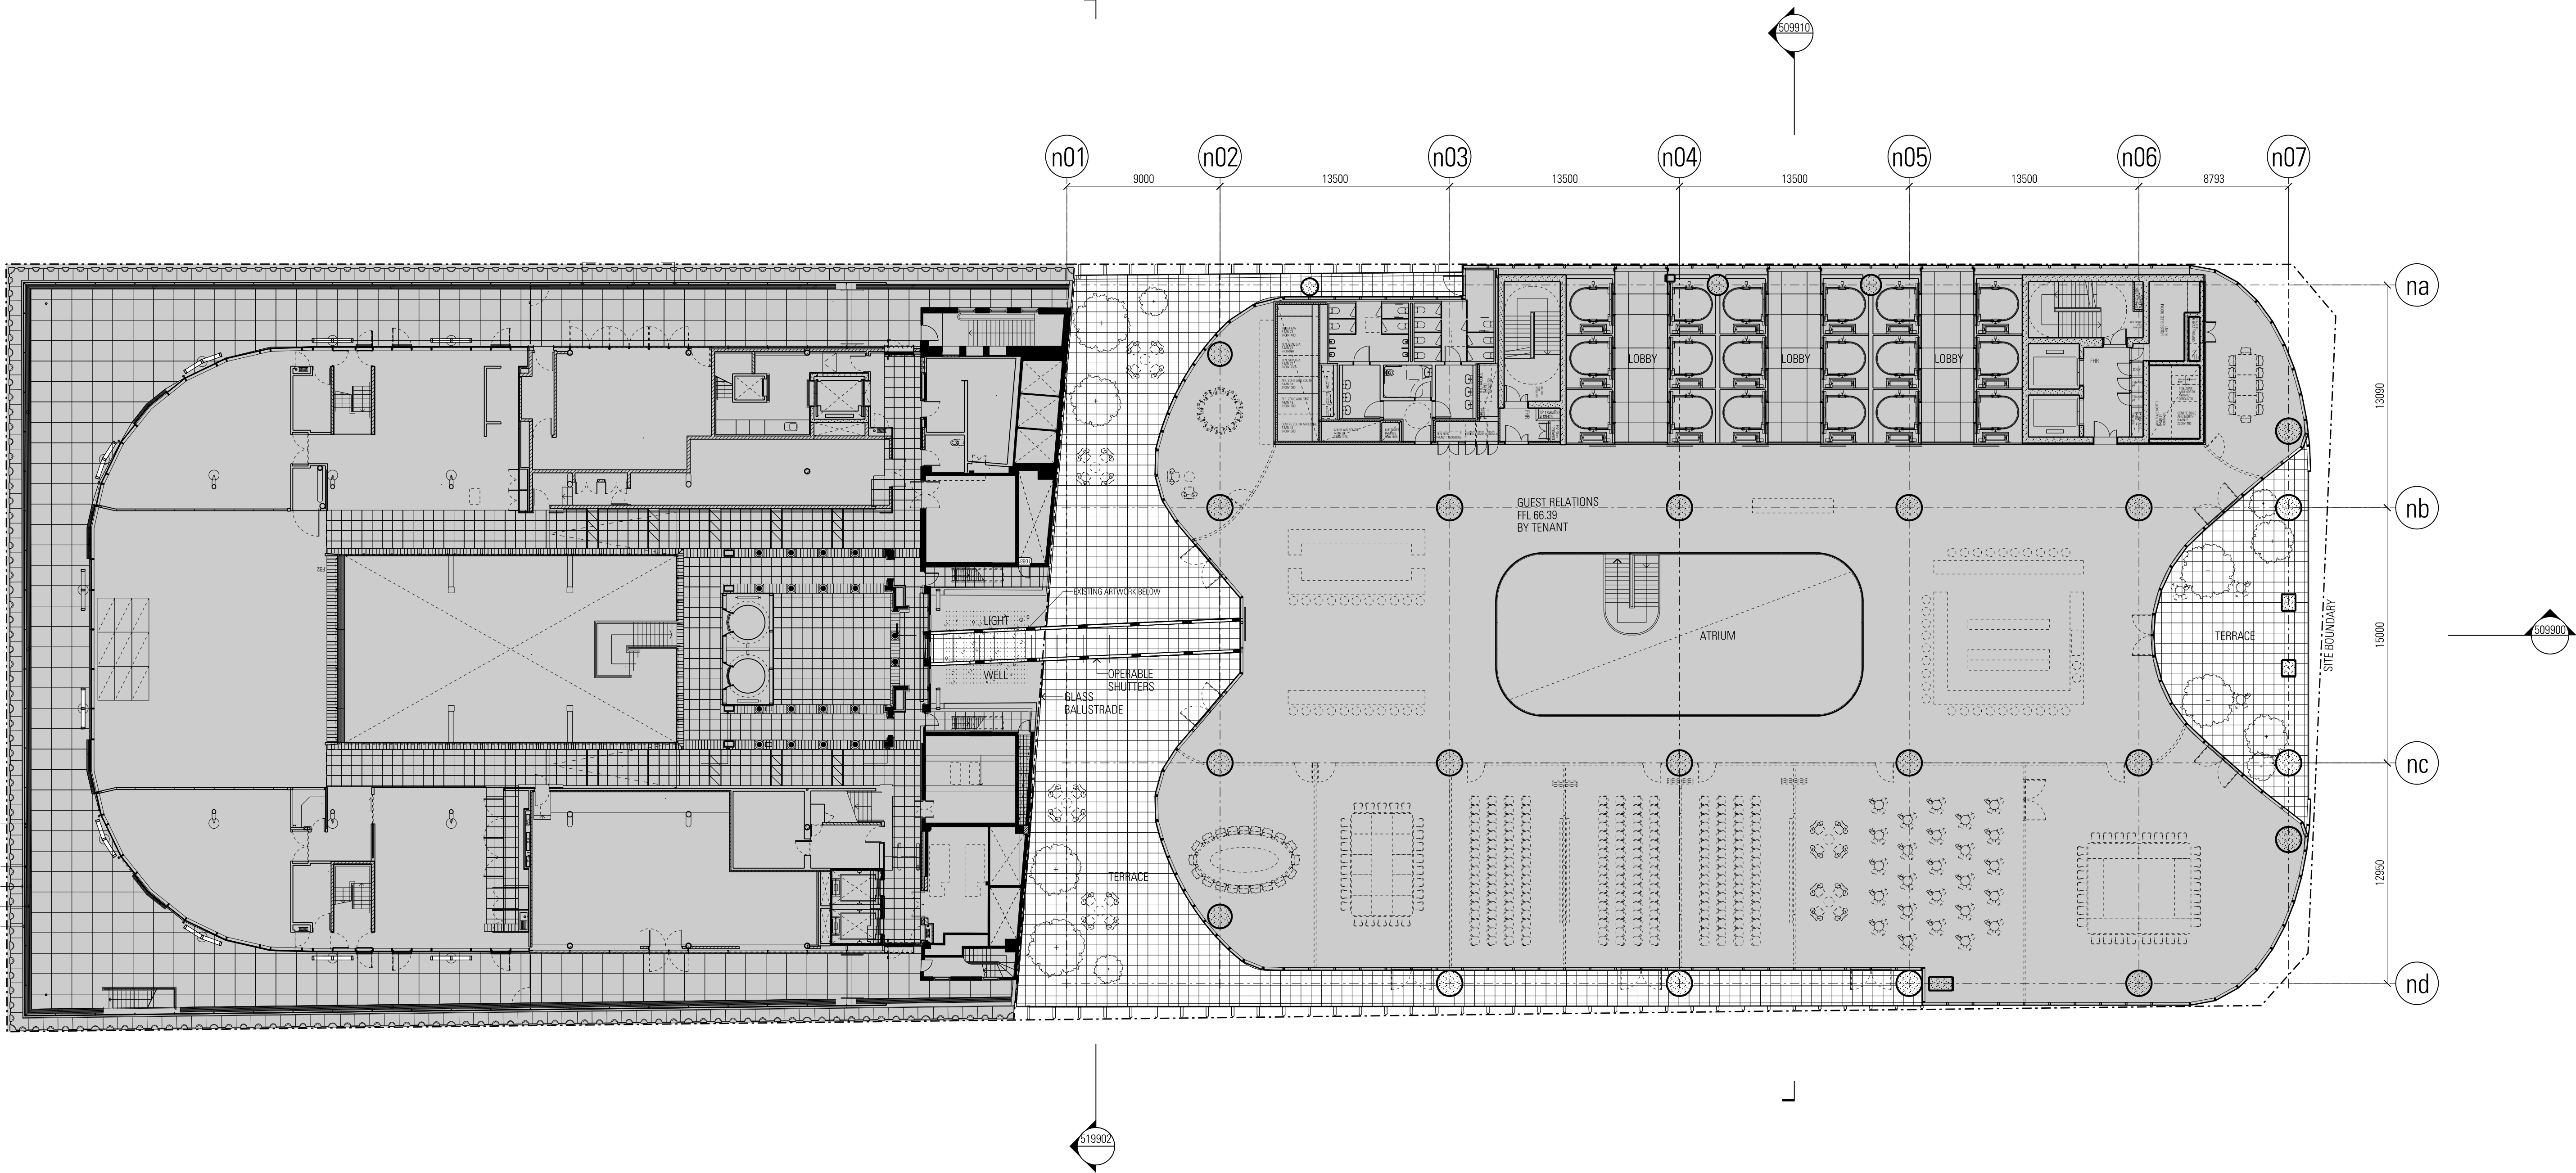 509910
n01
n02
n03
n04
n05
n06
n07
9000
13500
13500
13500
13500
8793
na
LOBBY
LOBBY
LOBBY
13090
GUEST RELATIONS
FFL 66.39
BY TENANT
nb
EXISTING ARTWORK BELOW
LIGHT
WELL
OPERABLE
SHUTTERS
GLASS
BALUSTRADE
ATRIUM
TERRACE
SITE BOUNDARY
15000
509900
nc
TERRACE
12950
nd
519902